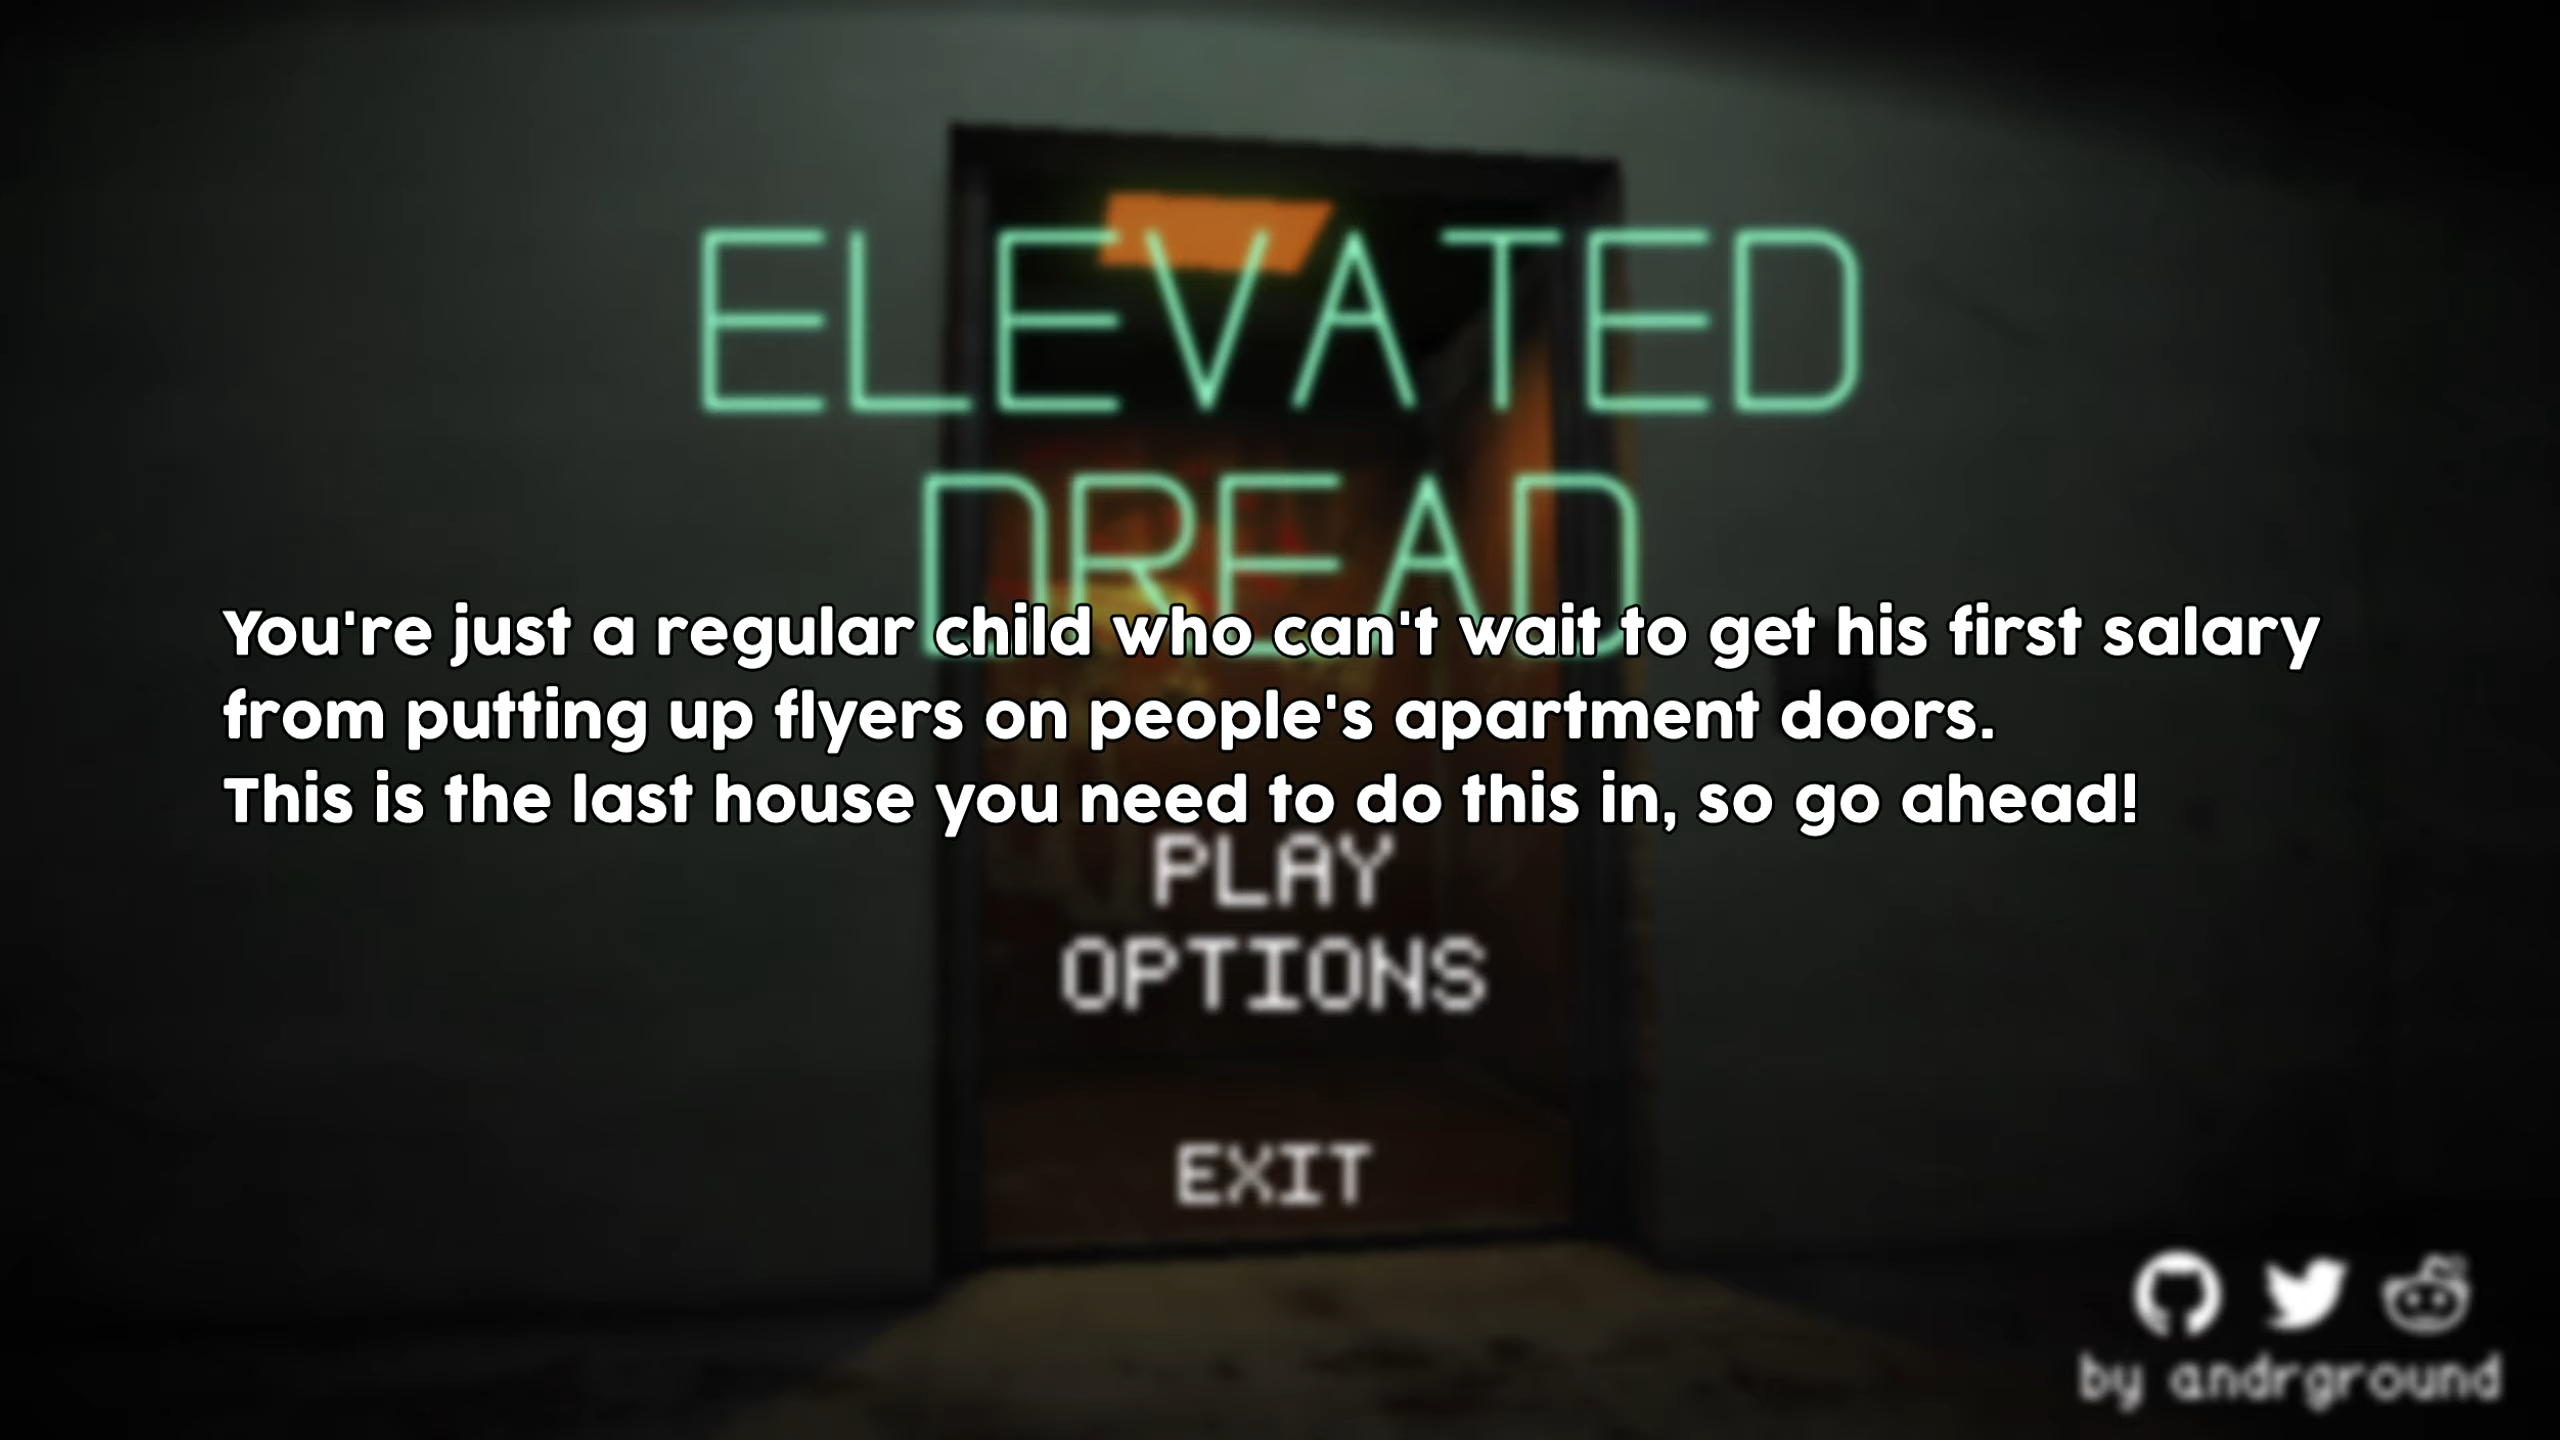 ELEVATED
DREAD
You're just a regular child who can't wait to get his first salary
from putting up flyers on people's apartment doors.
This is the last house you need to do this in, so go ahead!
PLAY
OPTIONS
EXIT
by andrground